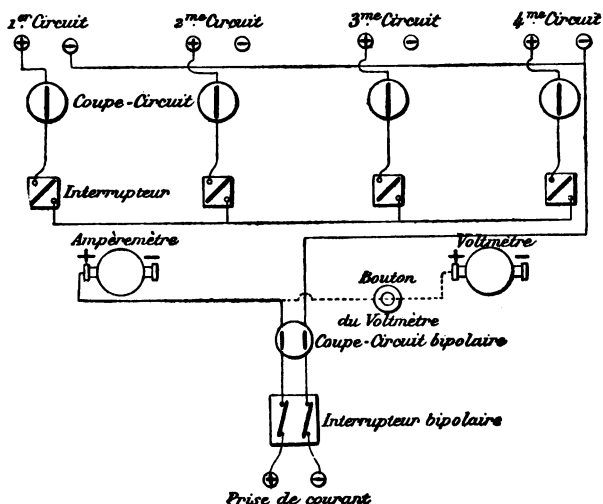 1er Circuit 2me Circuit 3me Circuit 4me Circuit
+ - + - + - + -
Coupe-Circuit
Interrupteur
Ampèremètre Voltmètre
+ - + -
Bouton
du Voltmètre
Coupe-Circuit bipolaire
Interrupteur bipolaire
+ -
Prise de courant